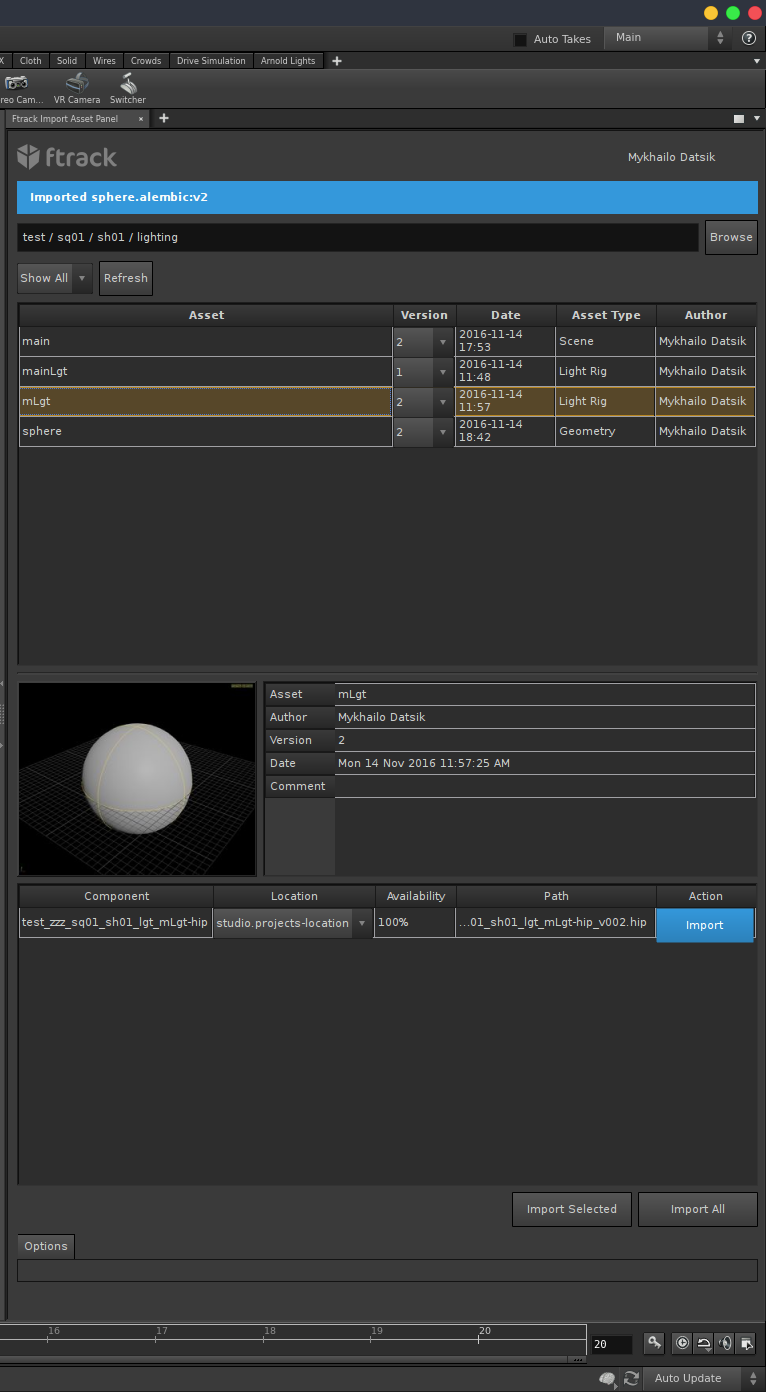 Auto Takes Main
X Cloth Solid Wires Crowds Drive Simulation Arnold Lights
reo Cam... VR Camera Switcher
Ftrack Import Asset Panel
ftrack Mykhailo Datsik
Imported sphere.alembic:v2
test / sq01 / sh01 / lighting Browse
Show All Refresh
Asset Version Date Asset Type Author
main 2 2016-11-14 17:53 Scene Mykhailo Datsik
mainLgt 1 2016-11-14 11:48 Light Rig Mykhailo Datsik
mLgt 2 2016-11-14 11:57 Light Rig Mykhailo Datsik
sphere 2 2016-11-14 18:42 Geometry Mykhailo Datsik
Asset mLgt
Author Mykhailo Datsik
Version 2
Date Mon 14 Nov 2016 11:57:25 AM
Comment
Component Location Availability Path Action
test_zzz_sq01_sh01_lgt_mLgt-hip studio.projects-location 100% ...01_sh01_lgt_mLgt-hip_v002.hip Import
Import Selected Import All
Options
16 17 18 19 20 20
Auto Update